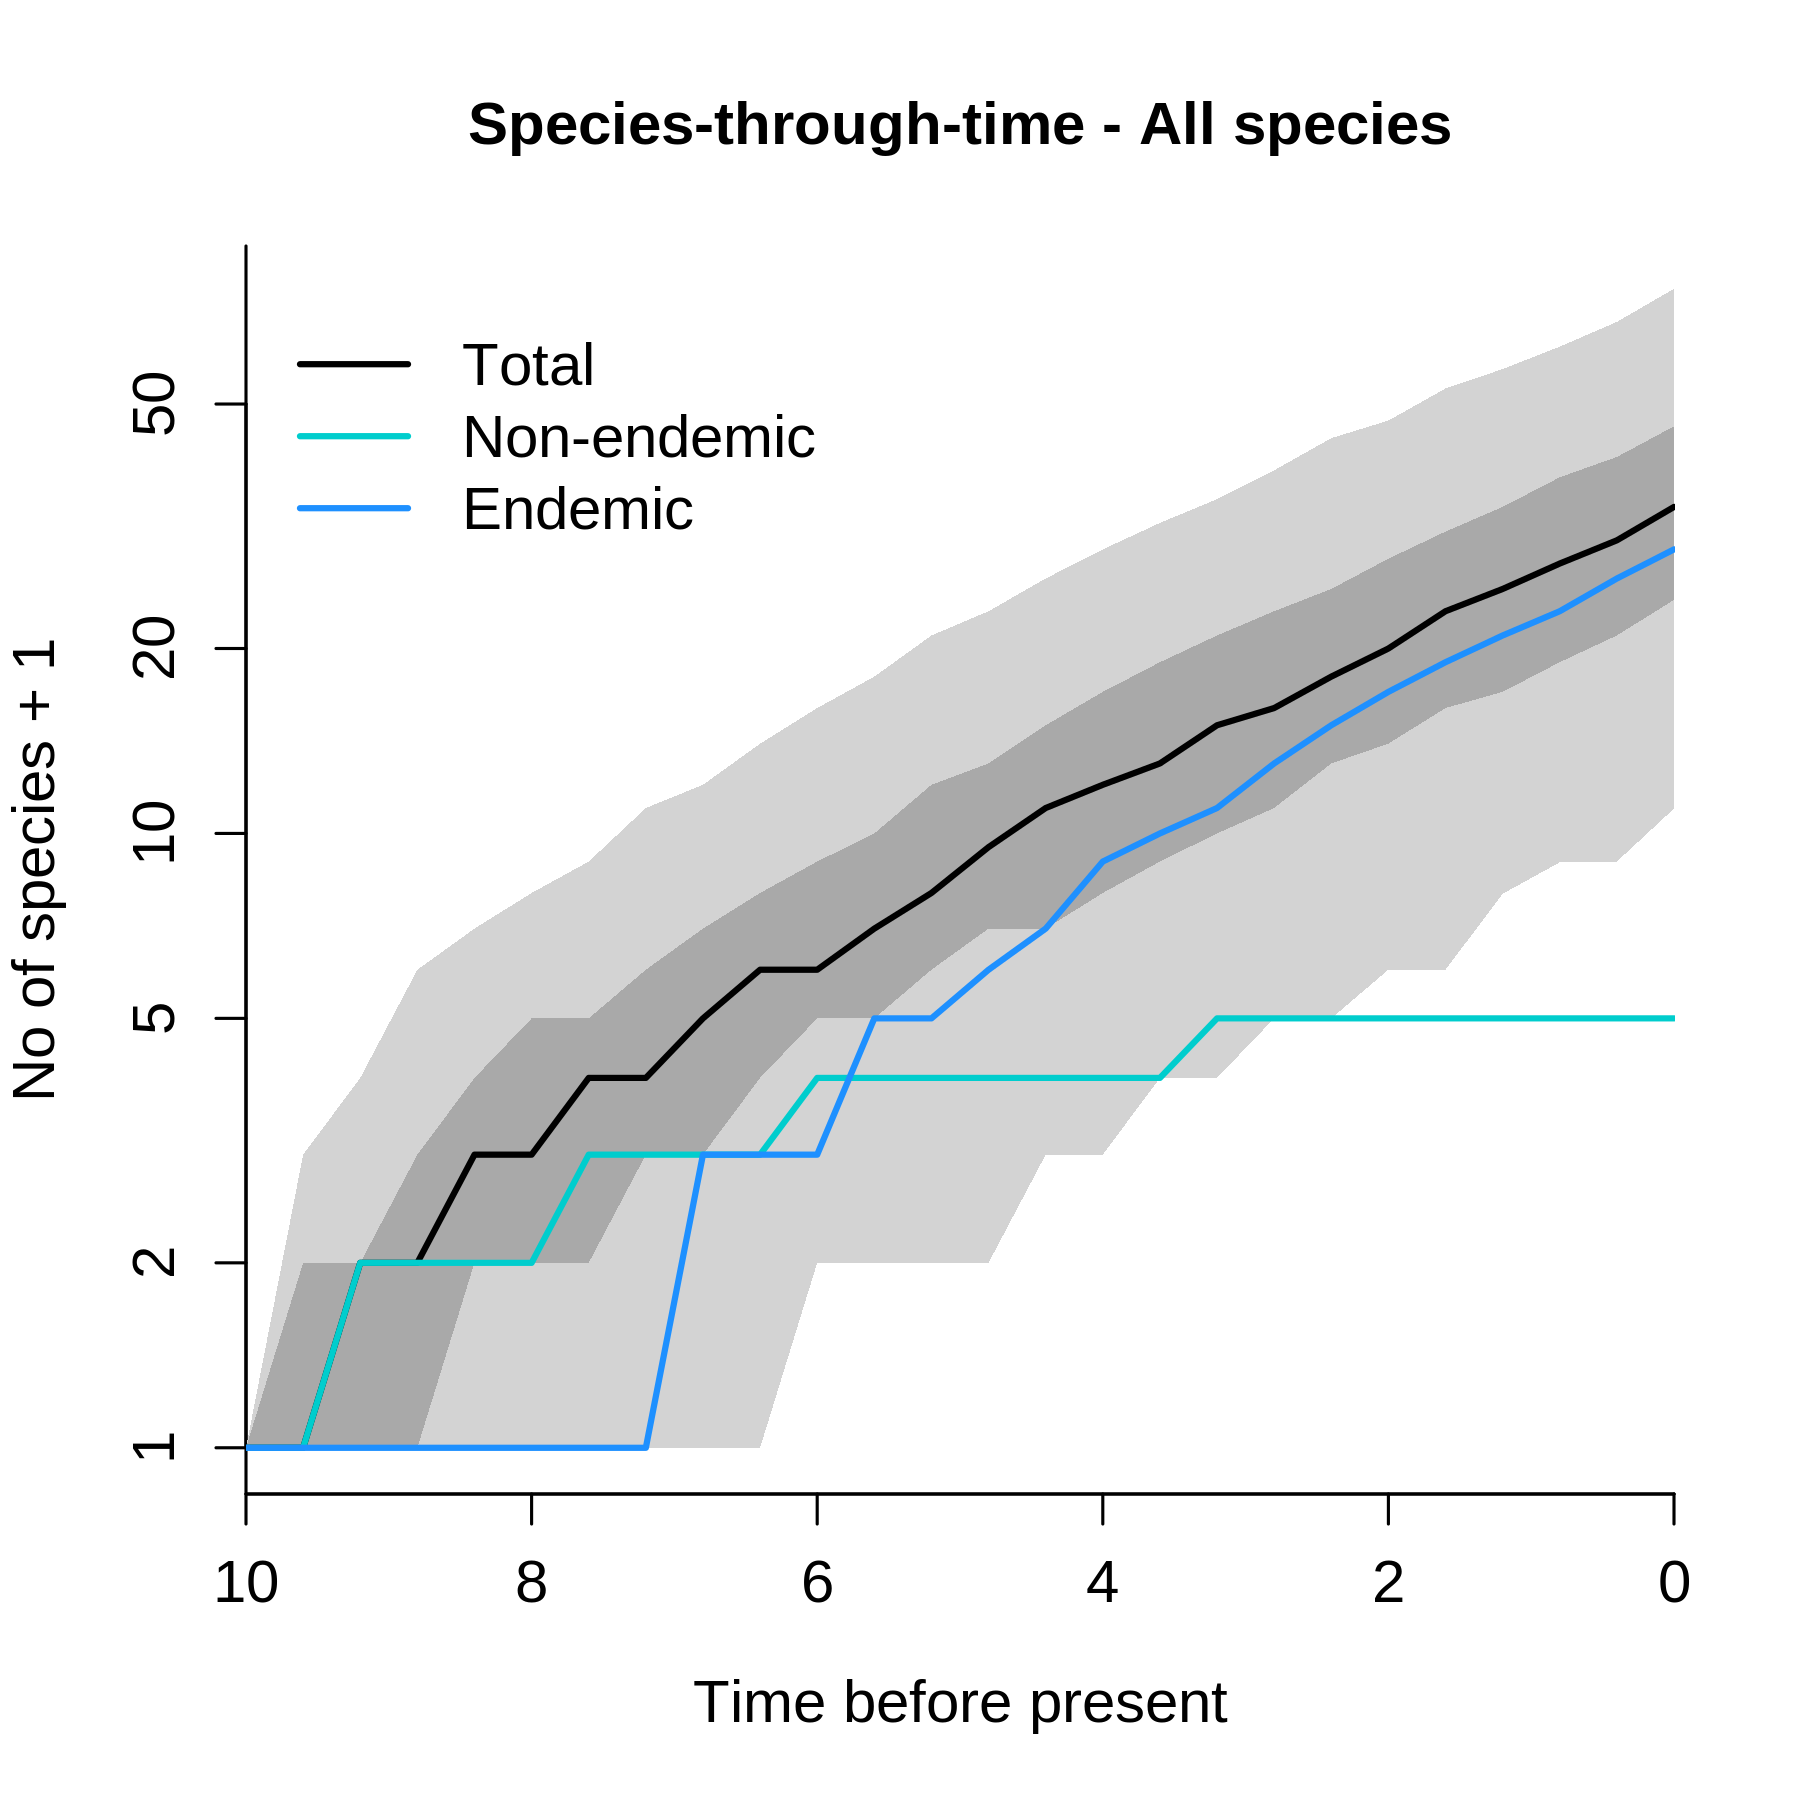 Species-through-time - All species
Total
Non-endemic
Endemic
No of species + 1
50
20
10
5
2
1
10 8 6 4 2 0
Time before present